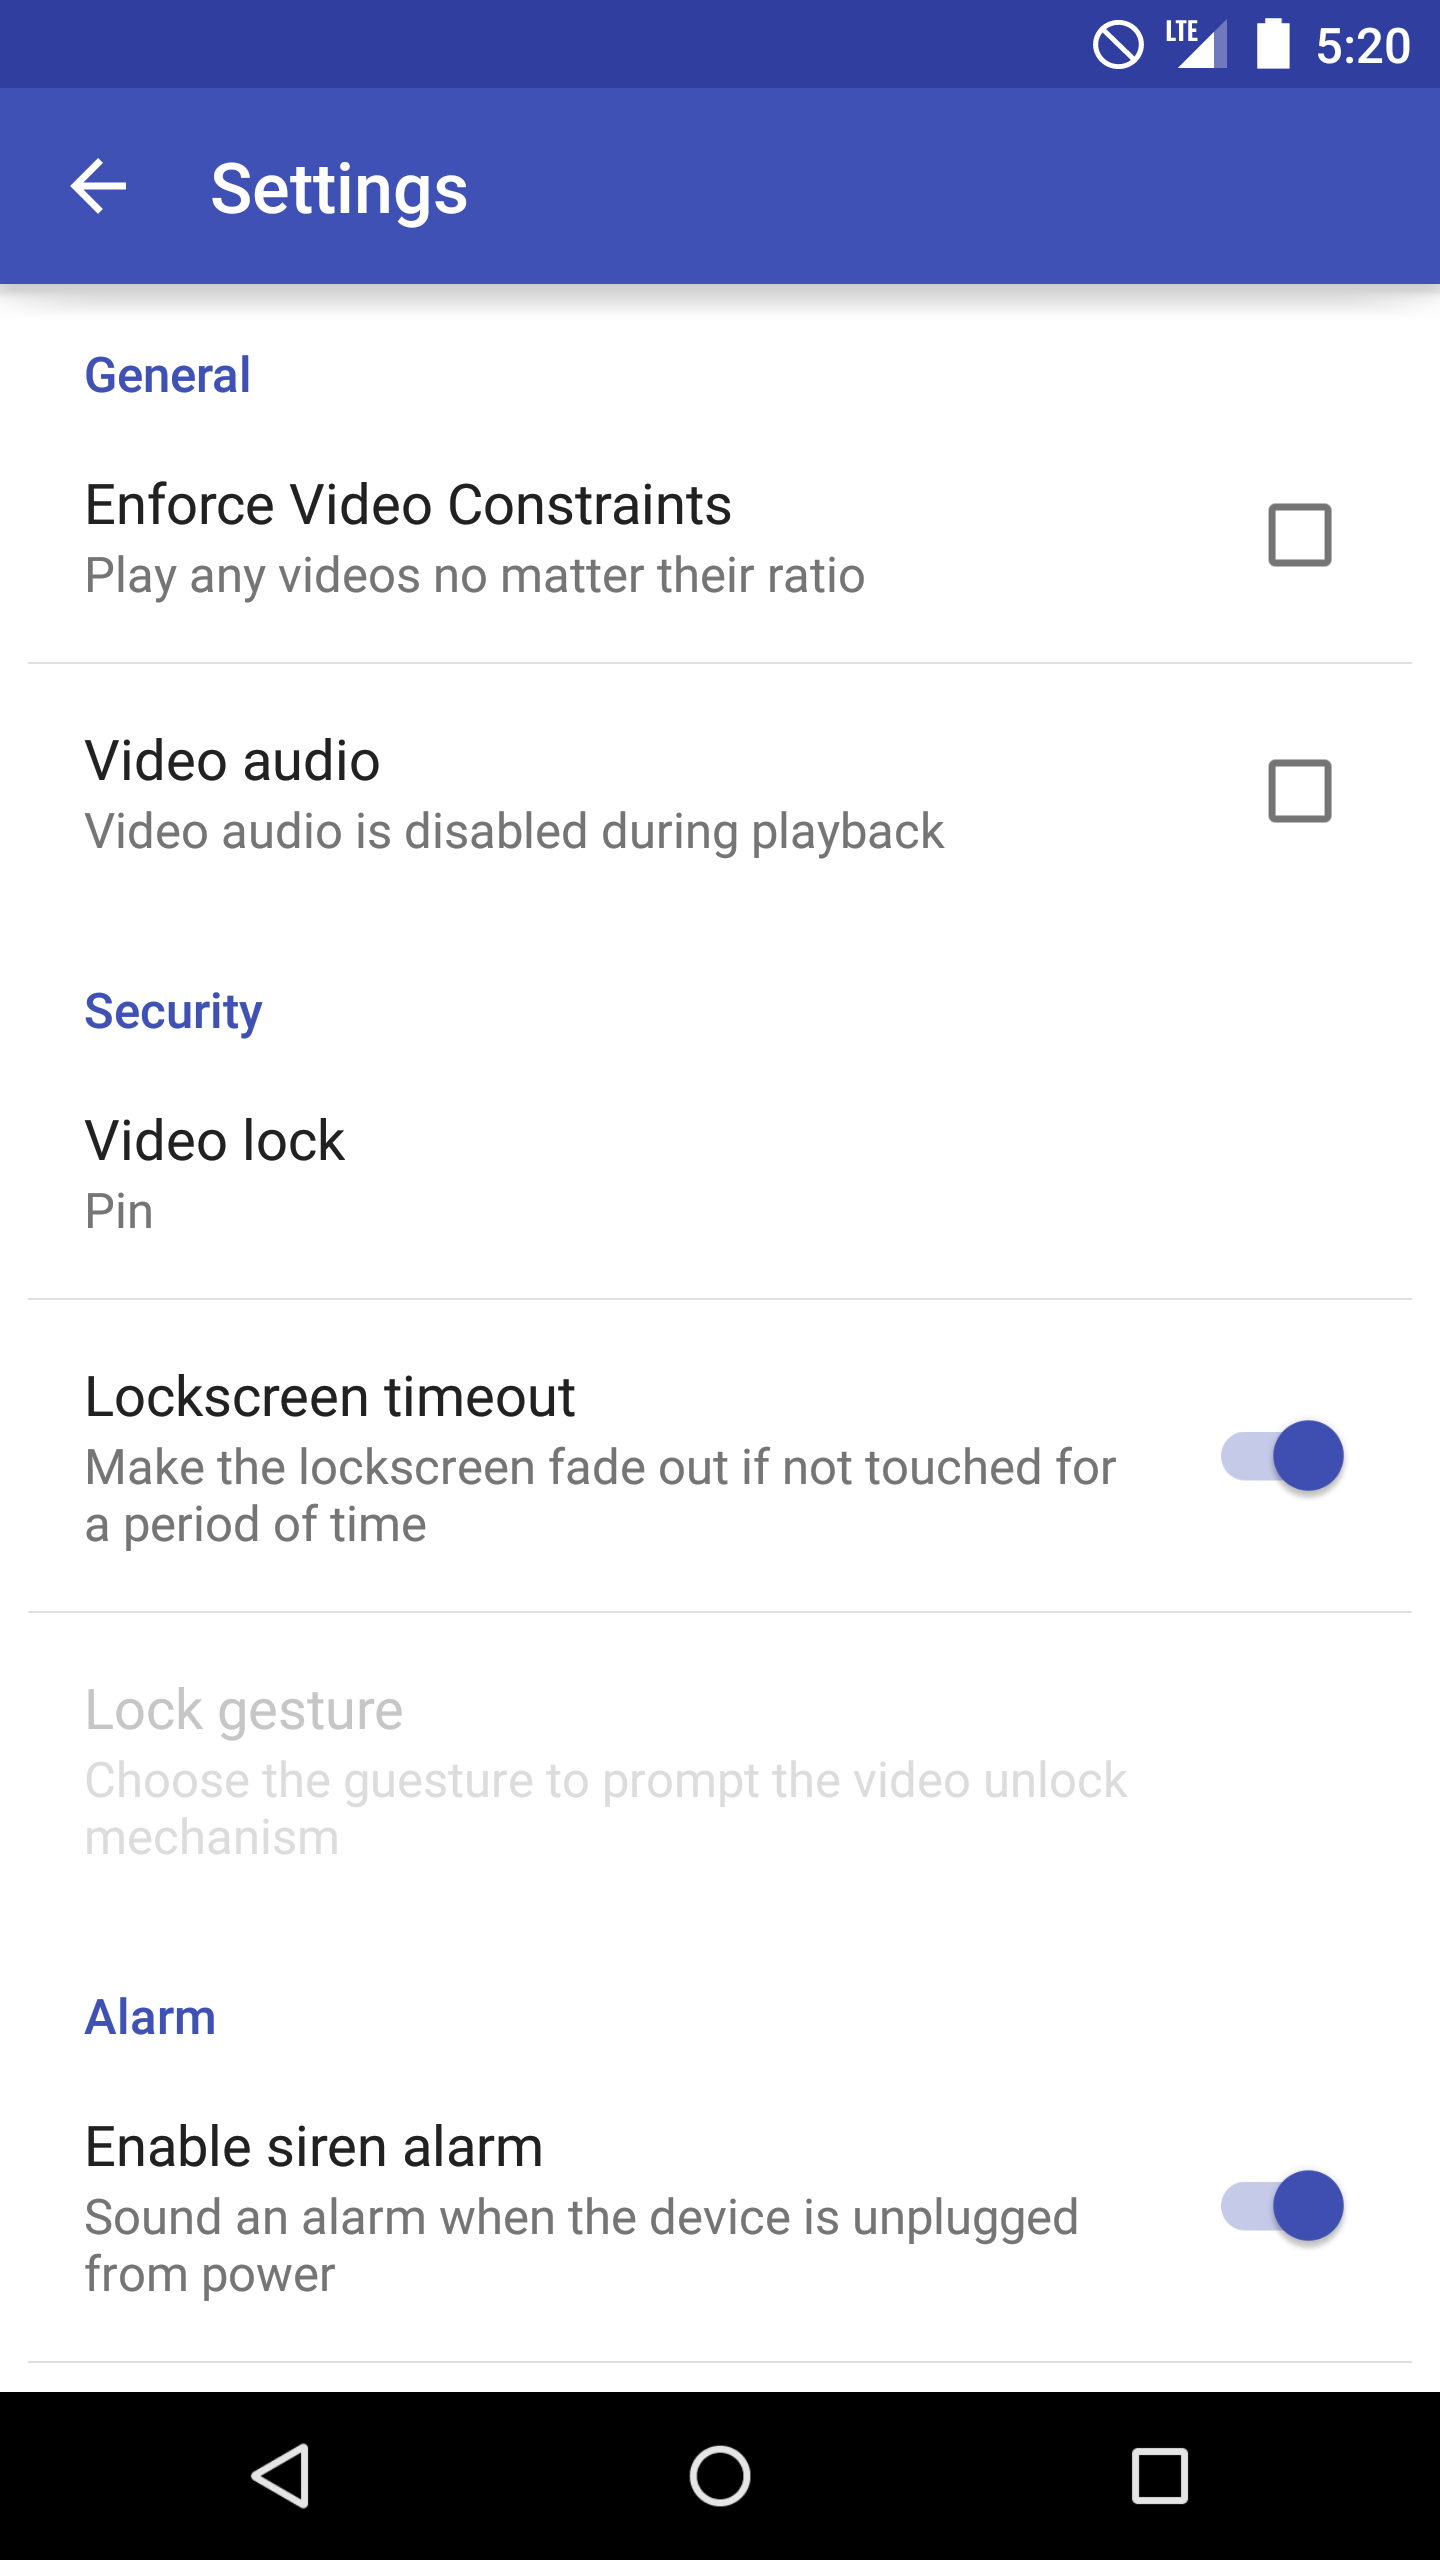 LTE 5:20
Settings
General
Enforce Video Constraints
Play any videos no matter their ratio
Video audio
Video audio is disabled during playback
Security
Video lock
Pin
Lockscreen timeout
Make the lockscreen fade out if not touched for
a period of time
Lock gesture
Choose the guesture to prompt the video unlock
mechanism
Alarm
Enable siren alarm
Sound an alarm when the device is unplugged
from power